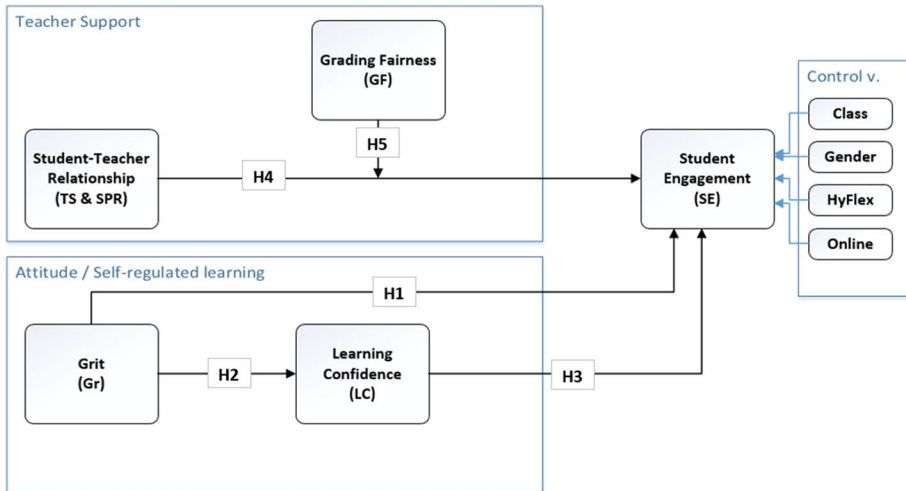 Teacher Support
Grading Fairness
(GF)
Control v.
Class
Student-Teacher
Relationship
(TS & SPR)
H5
H4
Student
Engagement
(SE)
Gender
HyFlex
Online
Attitude / Self-regulated learning
H1
Grit
(Gr)
H2
Learning
Confidence
(LC)
H3